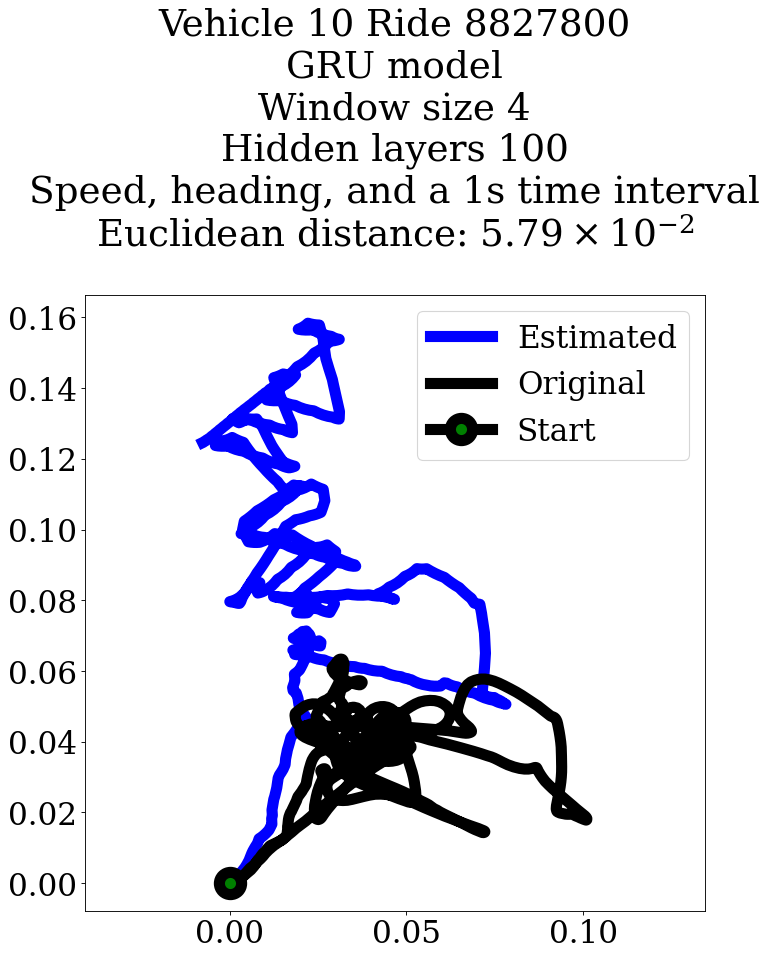 Vehicle 10 Ride 8827800
GRU model
Window size 4
Hidden layers 100
Speed, heading, and a 1s time interval
Euclidean distance: 5.79 × 10⁻²
Estimated
Original
Start
0.16
0.14
0.12
0.10
0.08
0.06
0.04
0.02
0.00
0.00 0.05 0.10